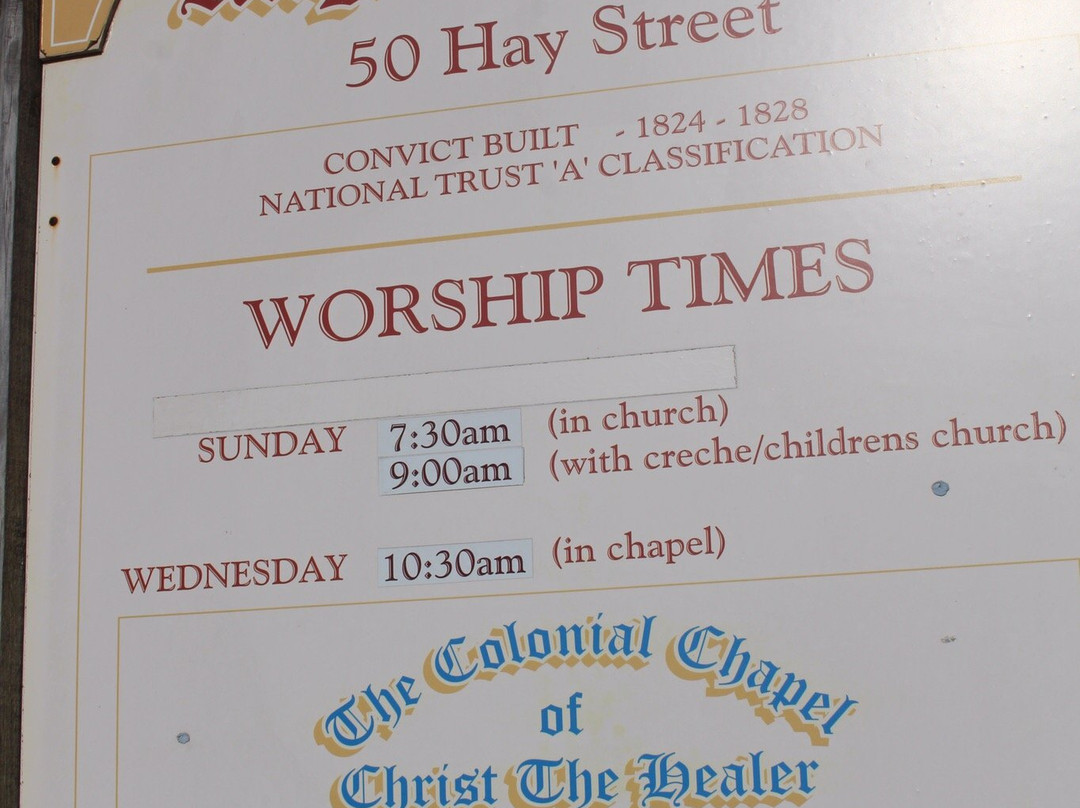 50 Hay Street
CONVICT BUILT - 1824 - 1828
NATIONAL TRUST 'A' CLASSIFICATION
WORSHIP TIMES
SUNDAY 7:30am (in church)
9:00am (with creche/childrens church)
WEDNESDAY 10:30am (in chapel)
The Colonial Chapel
of
Christ The Healer